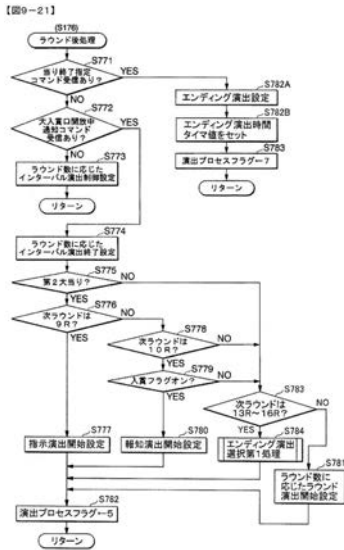 【図9-21】
(S176)
ラウンド後処理
S771
当り終了指定
コマンド
受信あり？
YES
NO
S772
大入賞口開放中
通知コマンド
受信あり？
YES
NO
S773
ラウンド数に応じた
インターバル演出制御設定
リターン
S782A
エンディング演出設定
S782B
エンディング演出時間
タイマ値をセット
S783
演出プロセスフラグ←7
リターン
S774
ラウンド数に応じた
インターバル演出終了設定
S775
第2大当り？
NO
YES
S776
次ラウンドは
9R？
NO
YES
S778
次ラウンドは
10R？
NO
YES
S779
入賞フラグオン？
NO
YES
S783
次ラウンドは
13R～16R？
NO
YES
S777
指示演出開始設定
S780
報知演出開始設定
S784
エンディング演出
選択第1処理
S781
ラウンド数に
応じたラウンド
演出開始設定
S782
演出プロセスフラグ←5
リターン